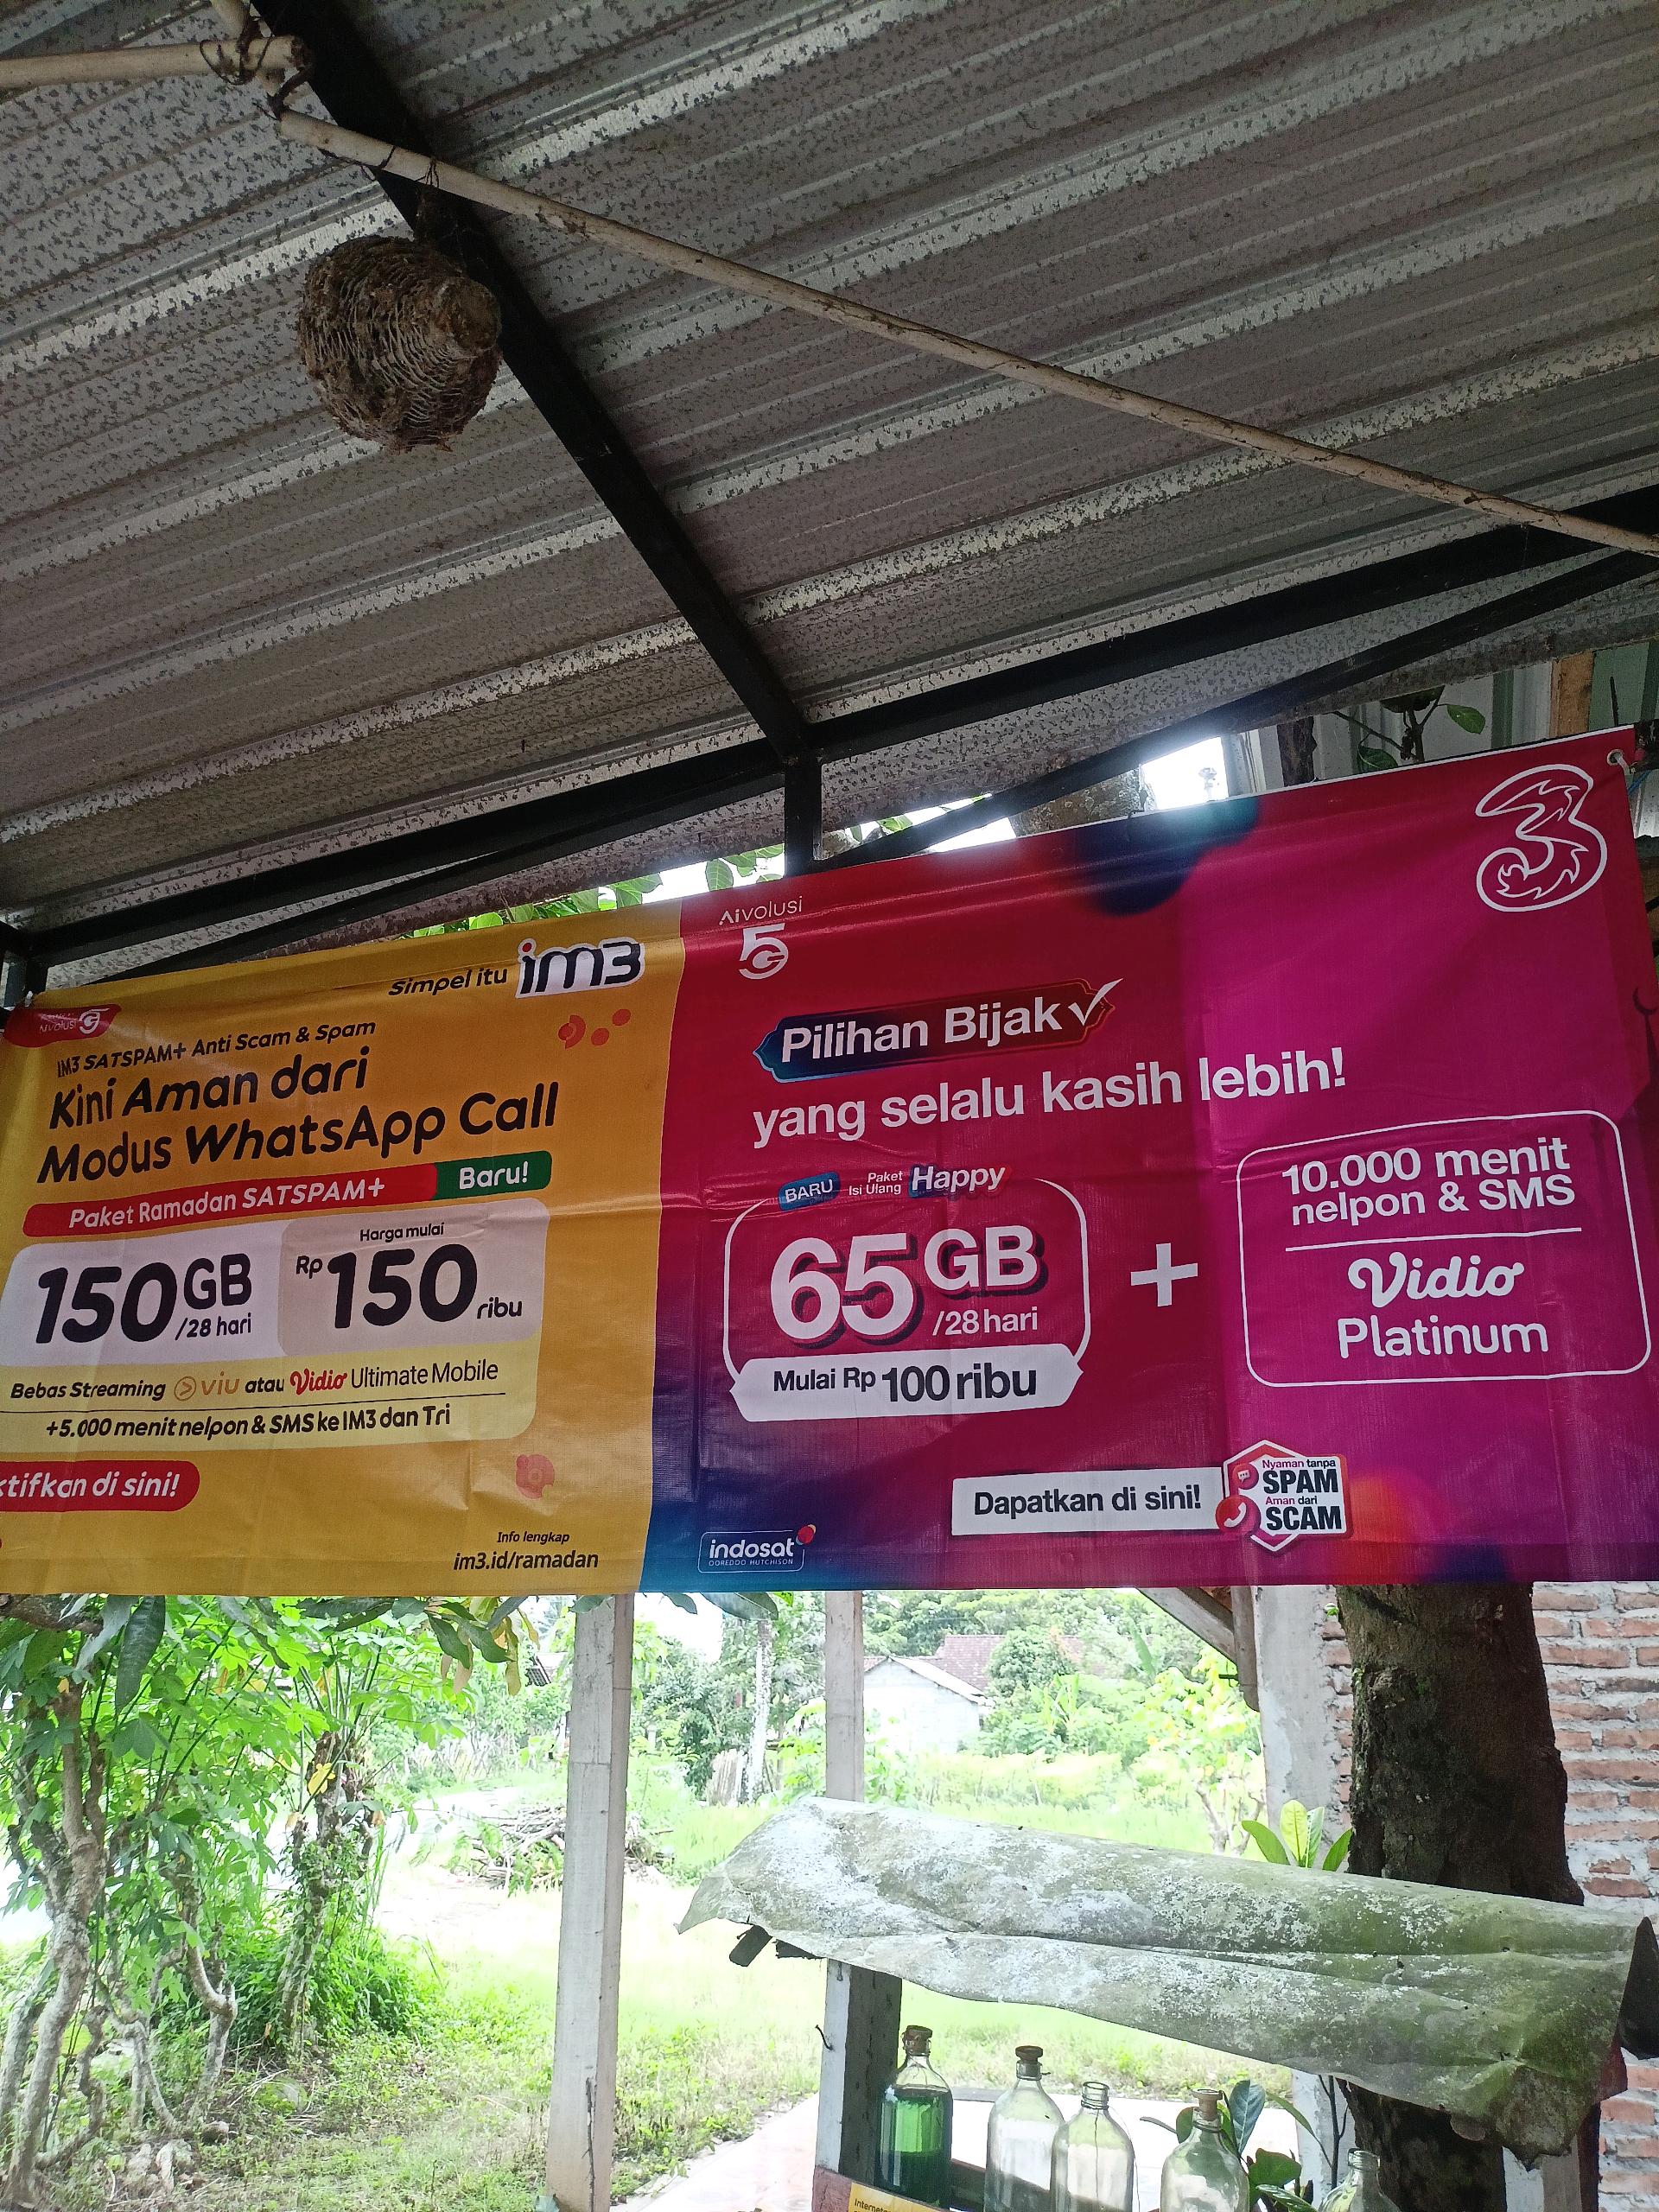 Simpel itu im3
IM3 SATSPAM+ Anti Scam & Spam
Kini Aman dari
Modus WhatsApp Call
Paket Ramadan SATSPAM+ Baru!
150GB
/28 hari
Harga mulai
Rp150 ribu
Bebas Streaming viu atau Vidio Ultimate Mobile
+5.000 menit nelpon & SMS ke IM3 dan Tri
ktifkan di sini!
Info lengkap
im3.id/ramadan
AIVOLUSI
5G
3
Pilihan Bijak
yang selalu kasih lebih!
BARU Paket Isi Ulang Happy
65GB
/28 hari
Mulai Rp 100 ribu
+
10.000 menit
nelpon & SMS
Vidio
Platinum
Dapatkan di sini!
Nyaman tanpa
SPAM
Aman dari
SCAM
indosat
OOREDOO HUTCHISON